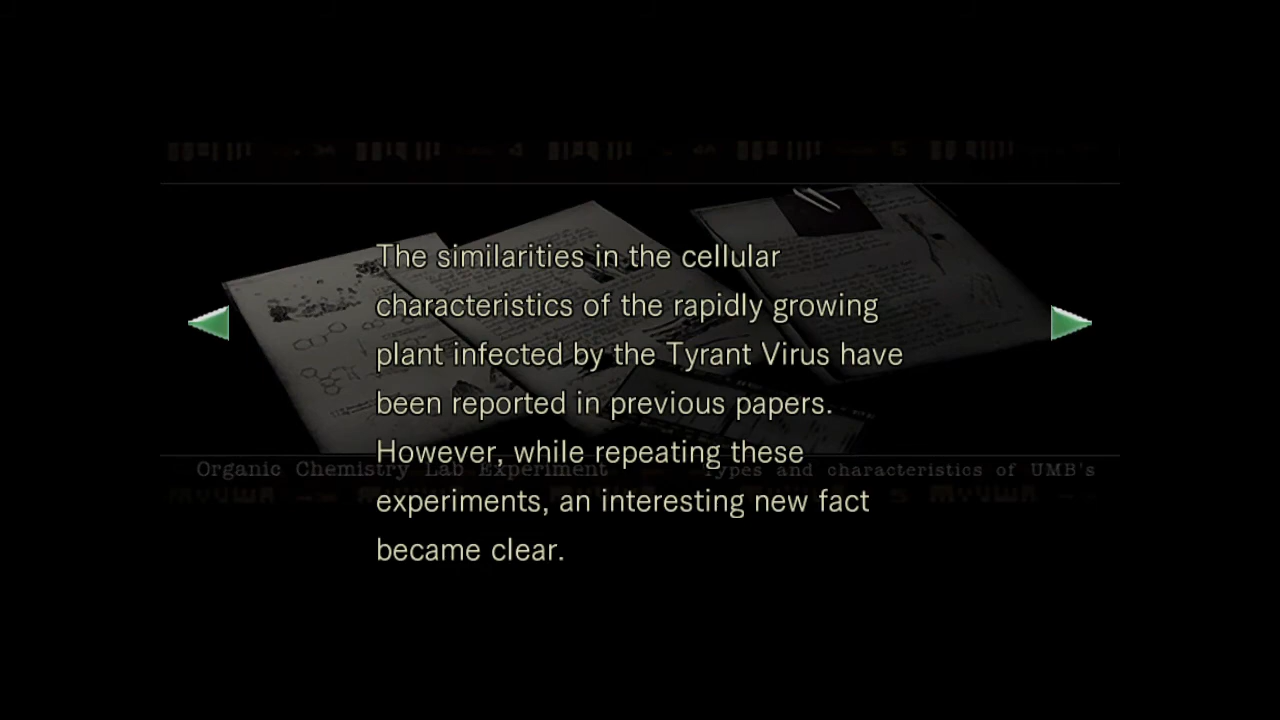 The similarities in the cellular
characteristics of the rapidly growing
plant infected by the Tyrant Virus have
been reported in previous papers.
However, while repeating these
experiments, an interesting new fact
became clear.
Organic Chemistry Lab Experiment
Types and characteristics of UMB's